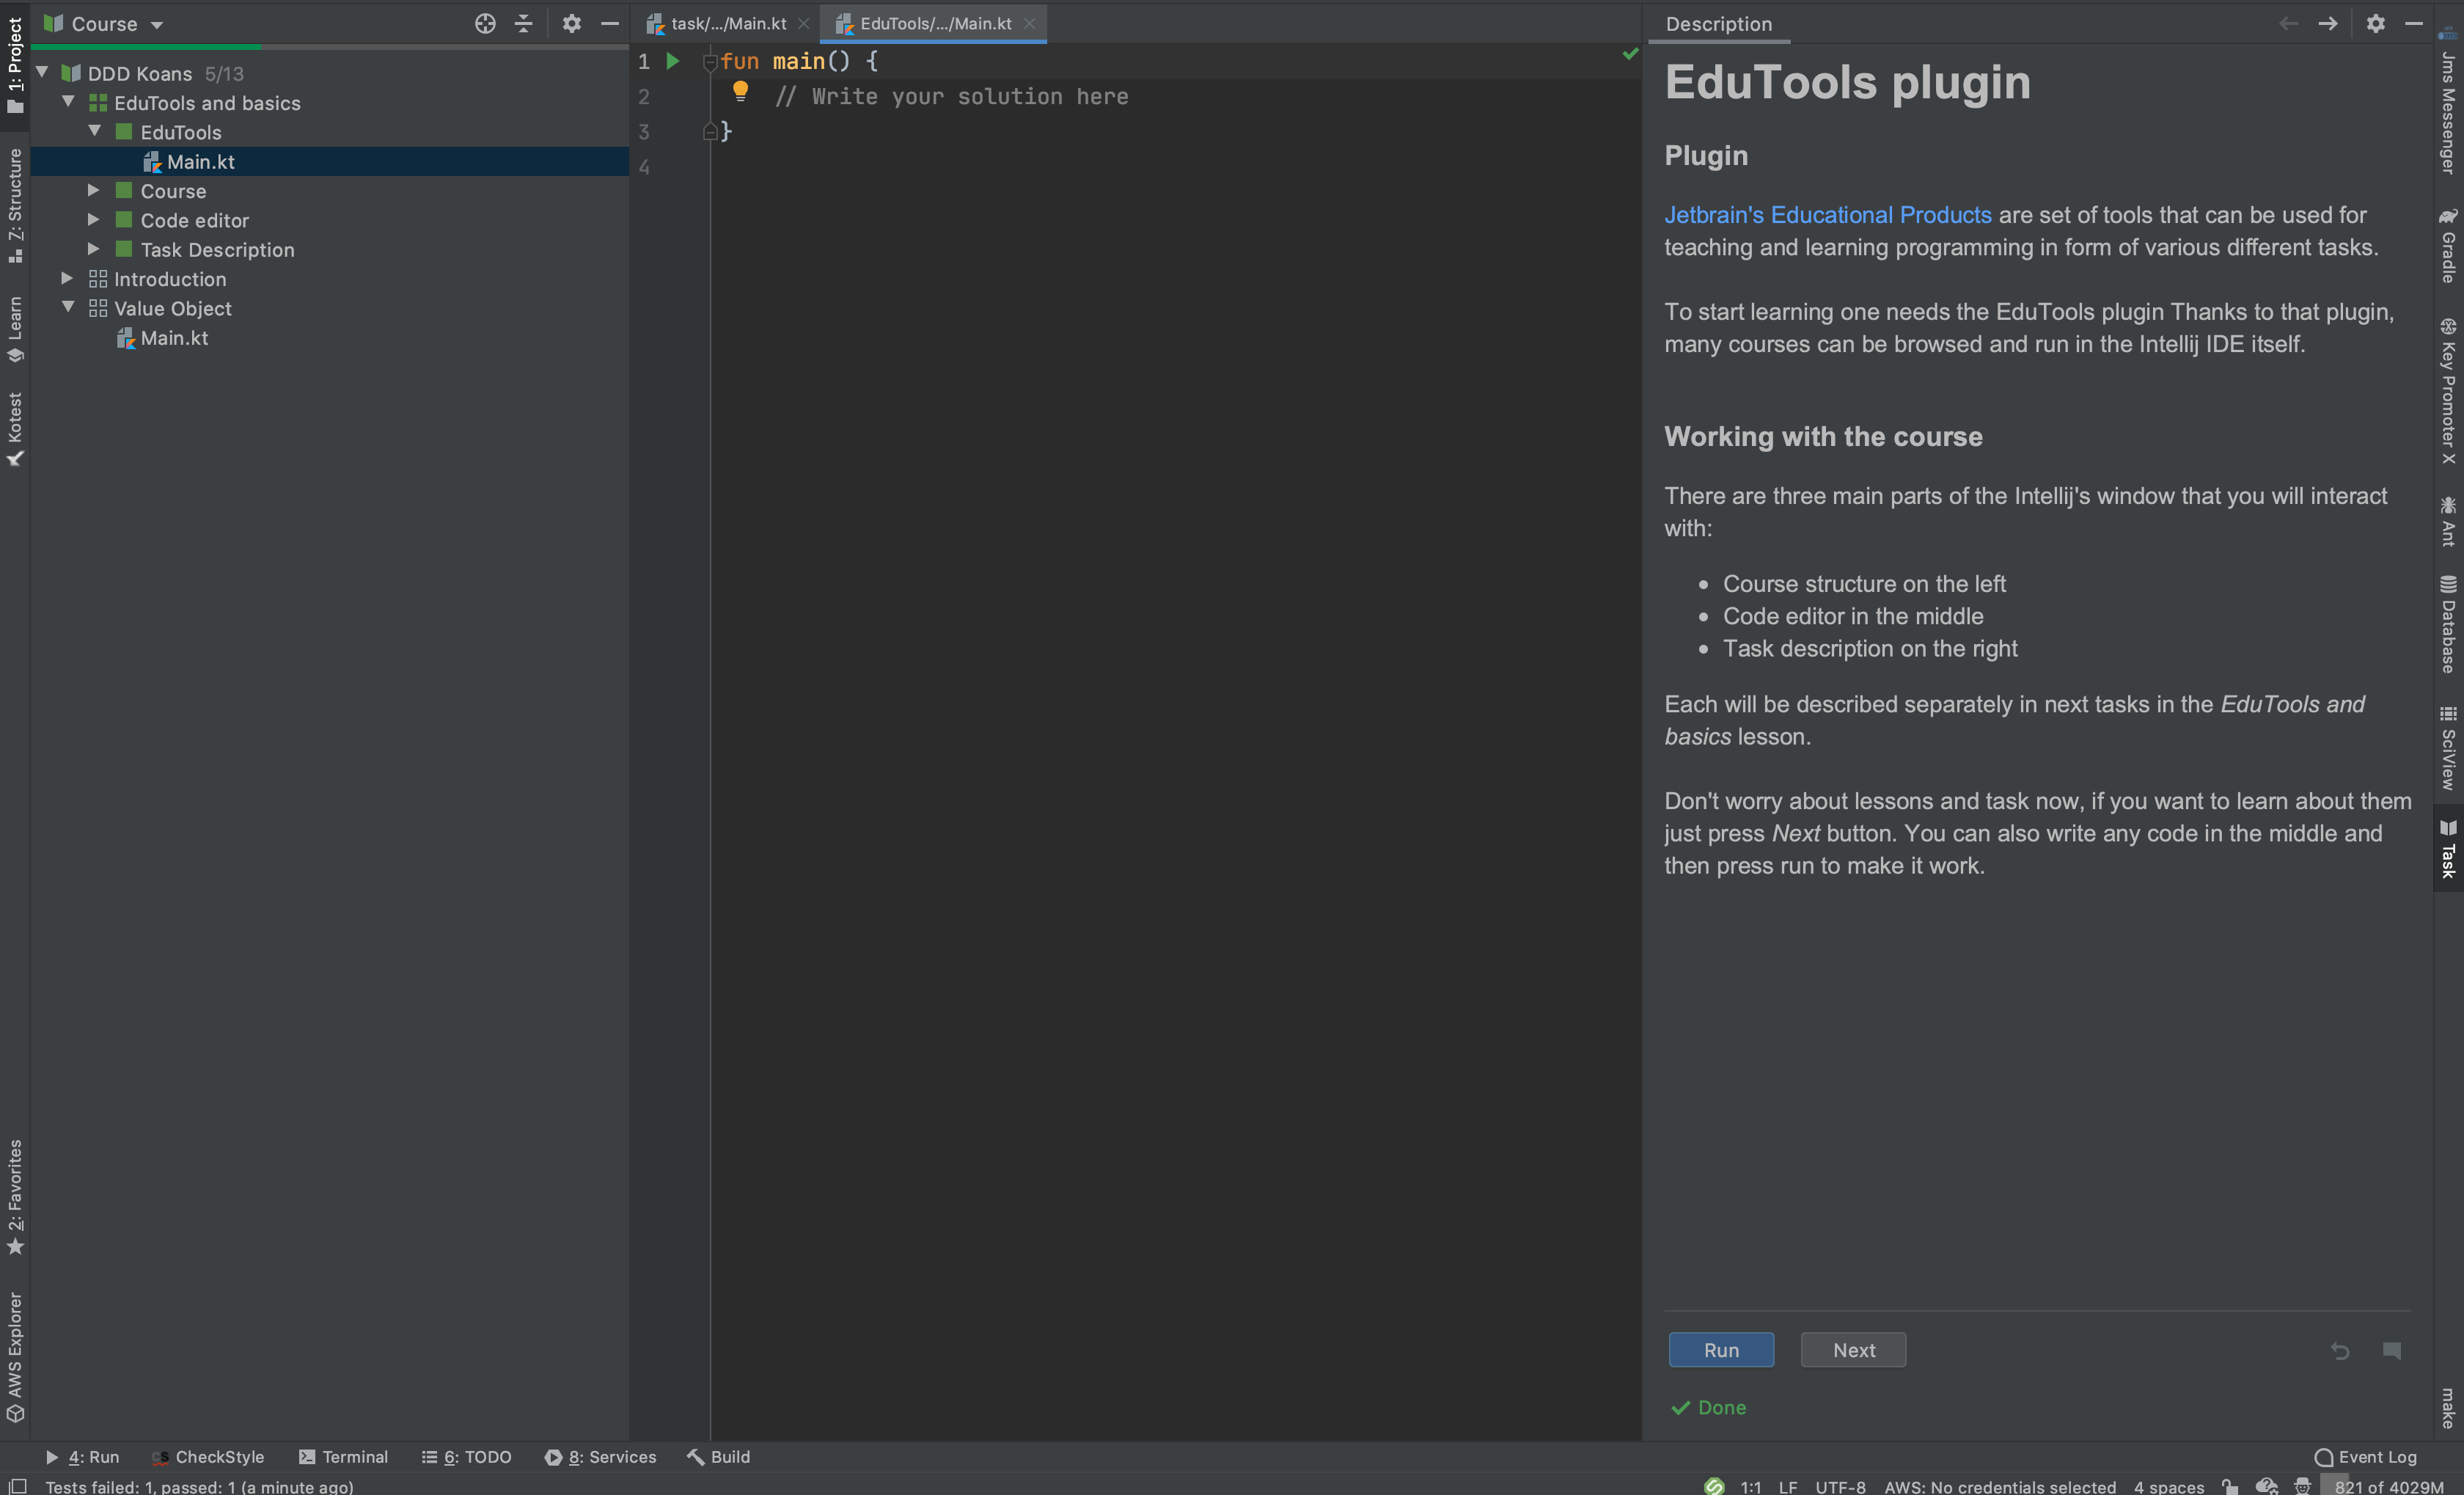 1: Project
Z: Structure
Learn
Kotest
2: Favorites
AWS Explorer
Course
DDD Koans 5/13
EduTools and basics
EduTools
Main.kt
Course
Code editor
Task Description
Introduction
Value Object
Main.kt
task/.../Main.kt
EduTools/.../Main.kt
1 fun main() {
2 // Write your solution here
3 }
4
Description
EduTools plugin
Plugin
Jetbrain's Educational Products are set of tools that can be used for
teaching and learning programming in form of various different tasks.
To start learning one needs the EduTools plugin Thanks to that plugin,
many courses can be browsed and run in the Intellij IDE itself.
Working with the course
There are three main parts of the Intellij's window that you will interact
with:
• Course structure on the left
• Code editor in the middle
• Task description on the right
Each will be described separately in next tasks in the EduTools and
basics lesson.
Don't worry about lessons and task now, if you want to learn about them
just press Next button. You can also write any code in the middle and
then press run to make it work.
Run
Next
Done
Jms Messenger
Gradle
Key Promoter X
Ant
Database
SciView
Task
make
4: Run
CheckStyle
Terminal
6: TODO
8: Services
Build
Event Log
Tests failed: 1, passed: 1 (a minute ago)
1:1 LF UTF-8 AWS: No credentials selected 4 spaces 821 of 4029M